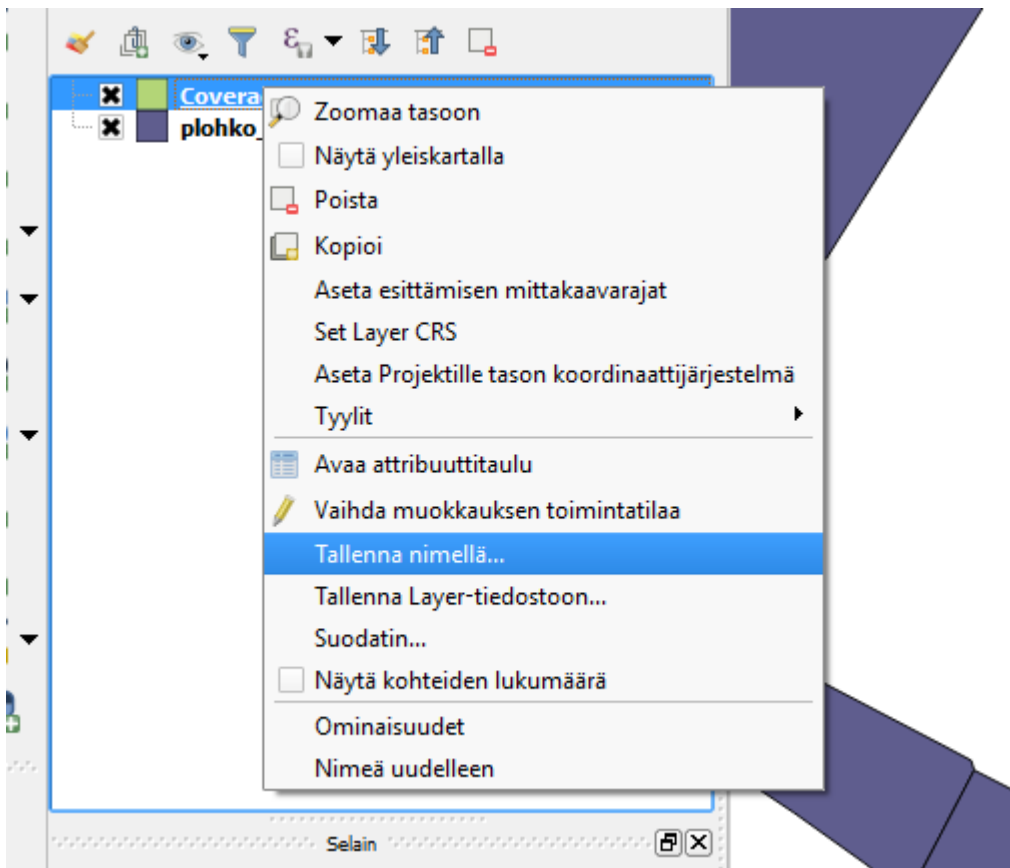 Covera
plohko_
Zoomaa tasoon
Näytä yleiskartalla
Poista
Kopioi
Aseta esittämisen mittakaavarajat
Set Layer CRS
Aseta Projektille tason koordinaattijärjestelmä
Tyylit
Avaa attribuuttitaulu
Vaihda muokkauksen toimintatilaa
Tallenna nimellä...
Tallenna Layer-tiedostoon...
Suodatin...
Näytä kohteiden lukumäärä
Ominaisuudet
Nimeä uudelleen
Selain